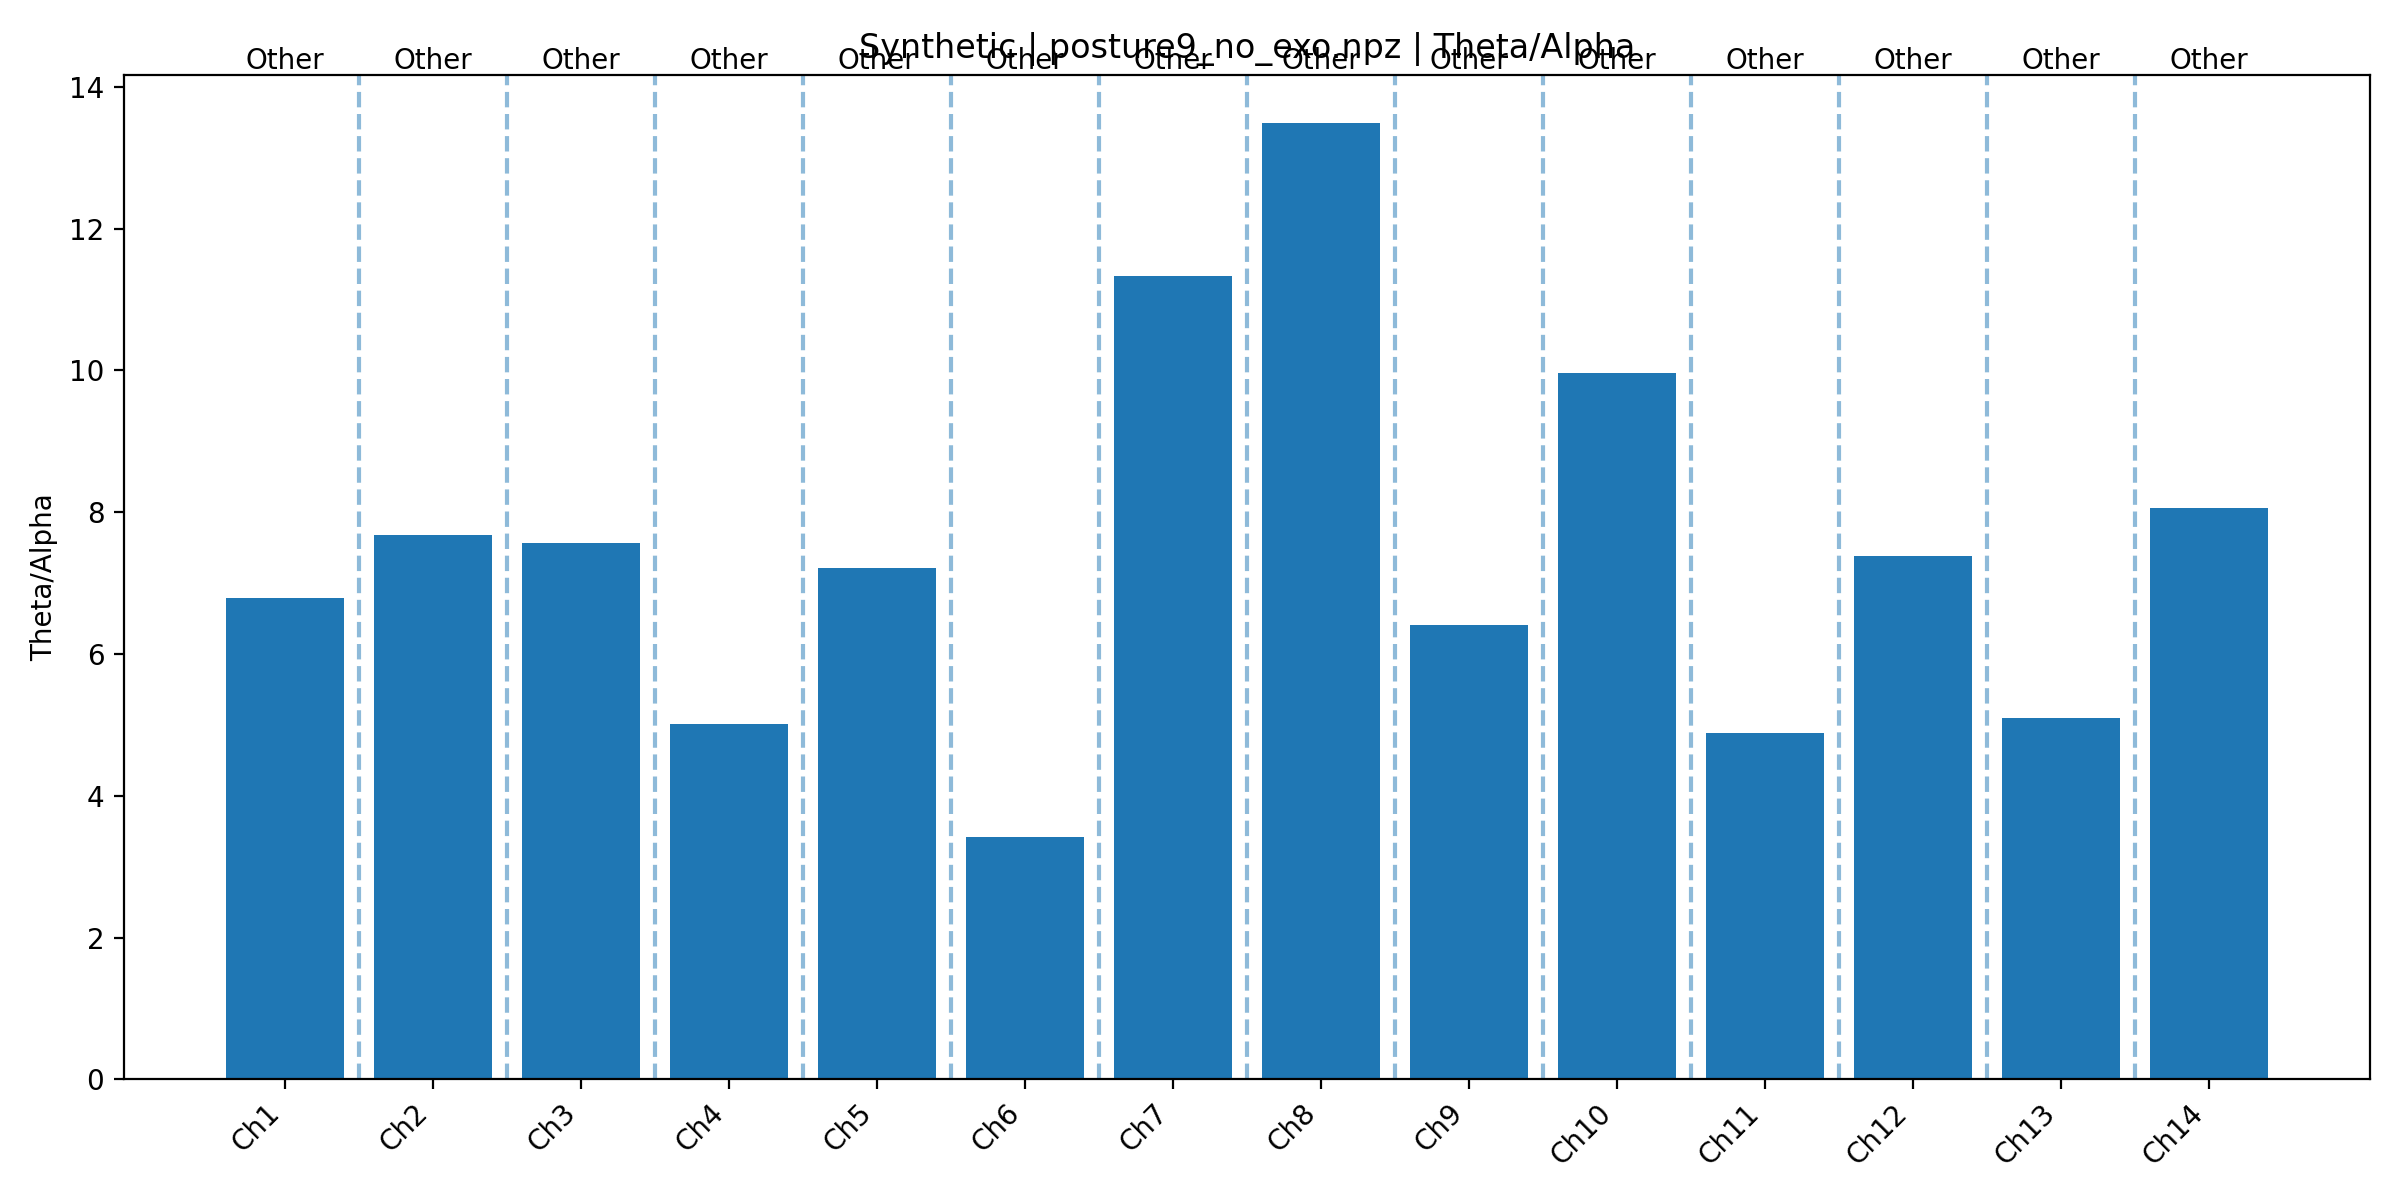 Synthetic | posture9_no_exo.npz | Theta/Alpha
Other Other Other Other Other Other Other Other Other Other Other Other Other Other
14
12
10
8
6
4
2
0
Theta/Alpha
Ch1 Ch2 Ch3 Ch4 Ch5 Ch6 Ch7 Ch8 Ch9 Ch10 Ch11 Ch12 Ch13 Ch14